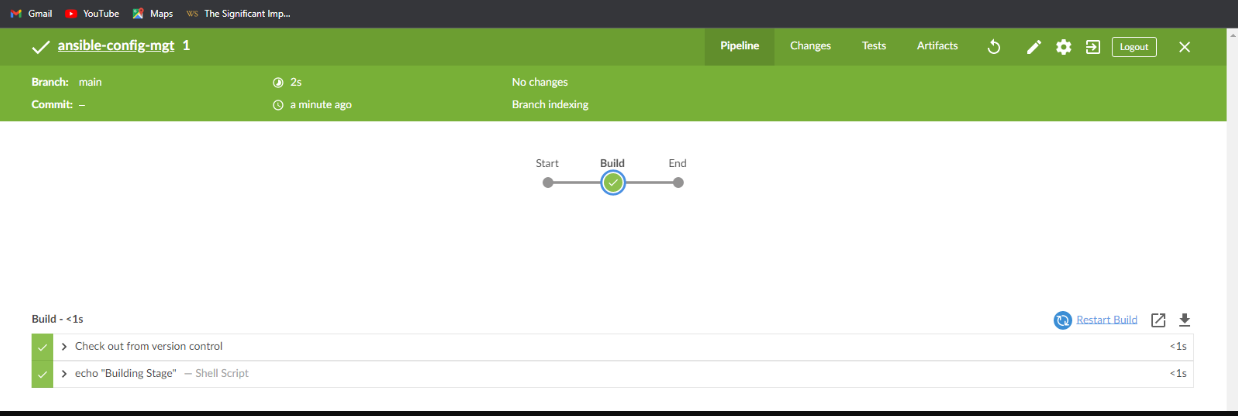 Gmail YouTube Maps WS The Significant Imp...
ansible-config-mgt 1 Pipeline Changes Tests Artifacts Logout
Branch: main 2s No changes
Commit: – a minute ago Branch indexing
Start Build End
Build - <1s Restart Build
Check out from version control <1s
echo "Building Stage" — Shell Script <1s